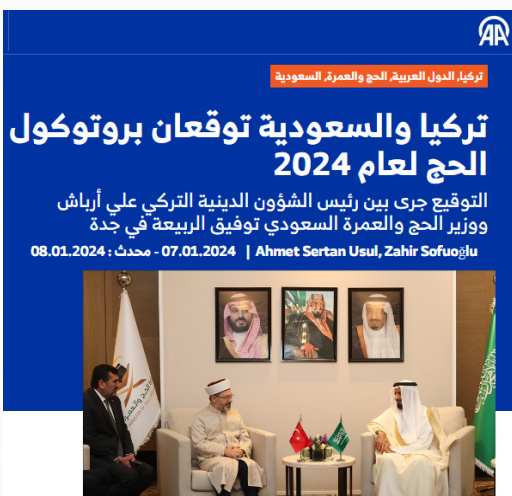 AA
تركيا, الدول العربية, الحج والعمرة, السعودية
تركيا والسعودية توقعان بروتوكول
الحج لعام 2024
التوقيع جرى بين رئيس الشؤون الدينية التركي علي أرباش
ووزير الحج والعمرة السعودي توفيق الربيعة في جدة
Ahmet Sertan Usul, Zahir Sofuoğlu | 07.01.2024 - محدث : 08.01.2024